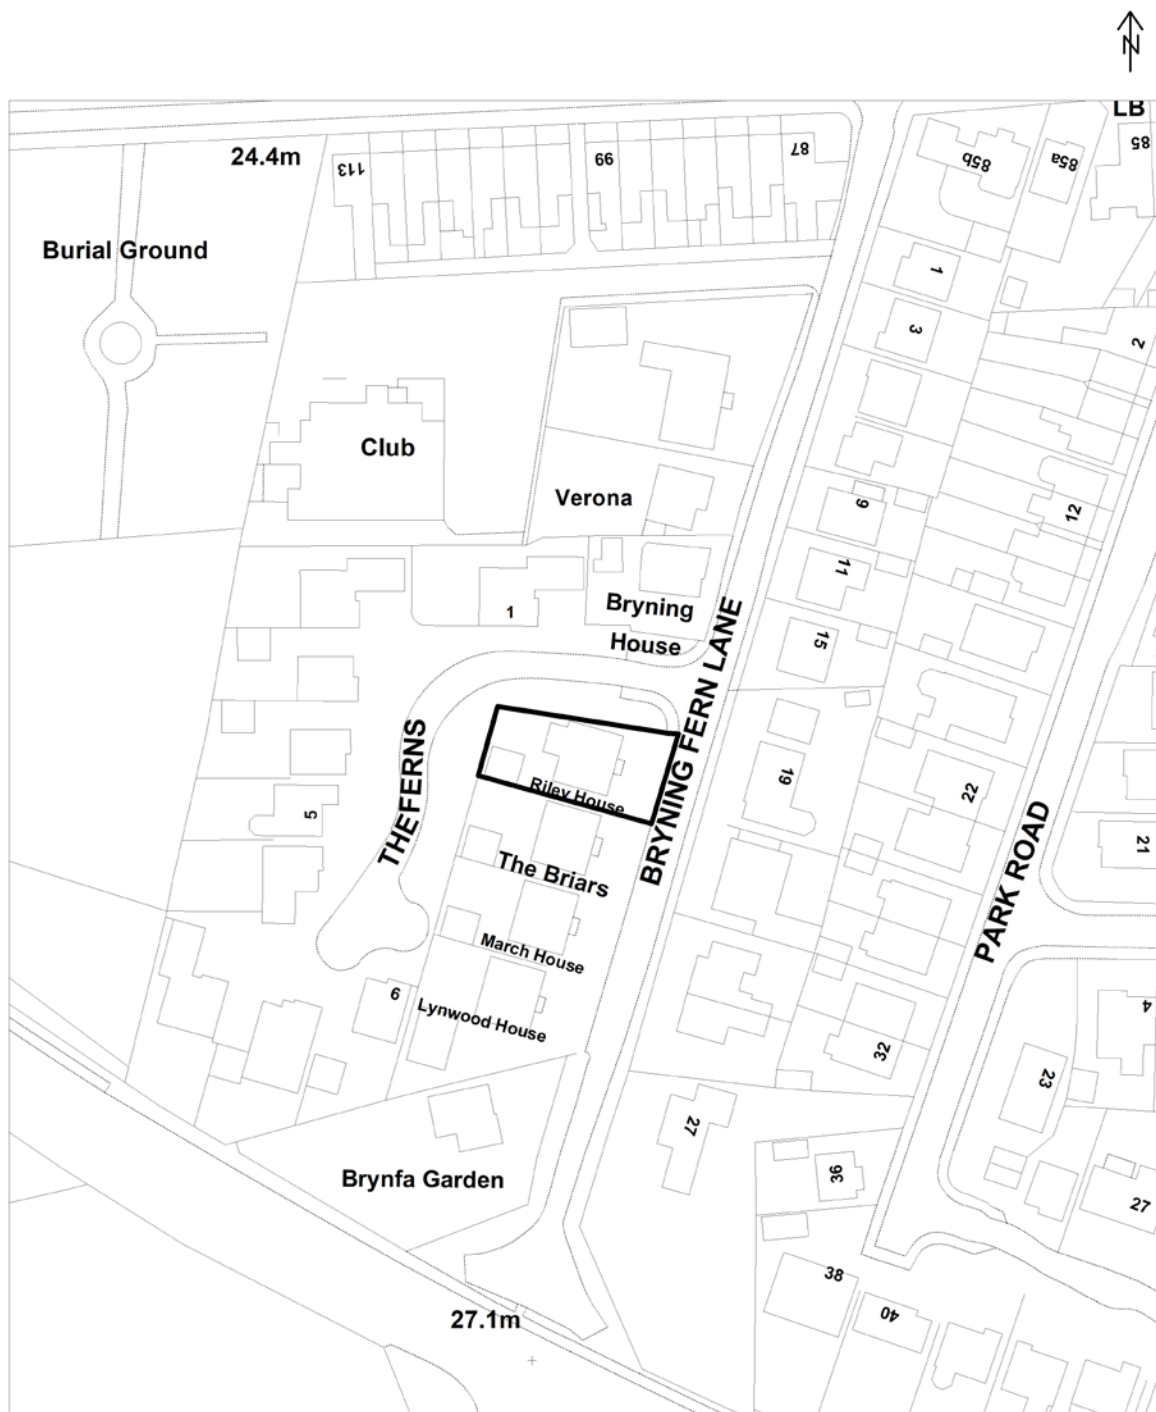 N
LB
24.4m
113
99
87
85b
85a
85
Burial Ground
1
3
2
Club
Verona
9
12
11
Bryning
House
1
15
THE FERNS
BRYNING FERN LANE
19
22
Riley House
5
PARK ROAD
21
The Briars
March House
6
Lynwood House
4
32
23
27
36
Brynfa Garden
27
38
40
27.1m